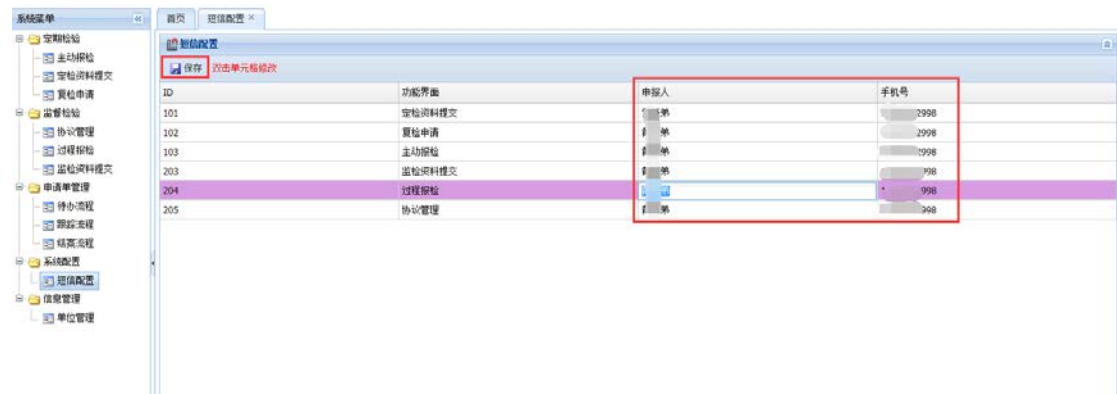 系统菜单
首页 短信配置
定期检验
主动报检
定检资料提交
复检申请
监督检验
协议管理
过程报检
监检资料提交
申请单管理
待办流程
跟踪流程
结案流程
系统配置
短信配置
信息管理
单位管理
短信配置
保存 双击单元格修改
ID 功能界面 申报人 手机号
101 定检资料提交 弟 2998
102 复检申请 弟 2998
103 主动报检 弟 2998
203 监检资料提交 弟 998
204 过程报检 998
205 协议管理 弟 998